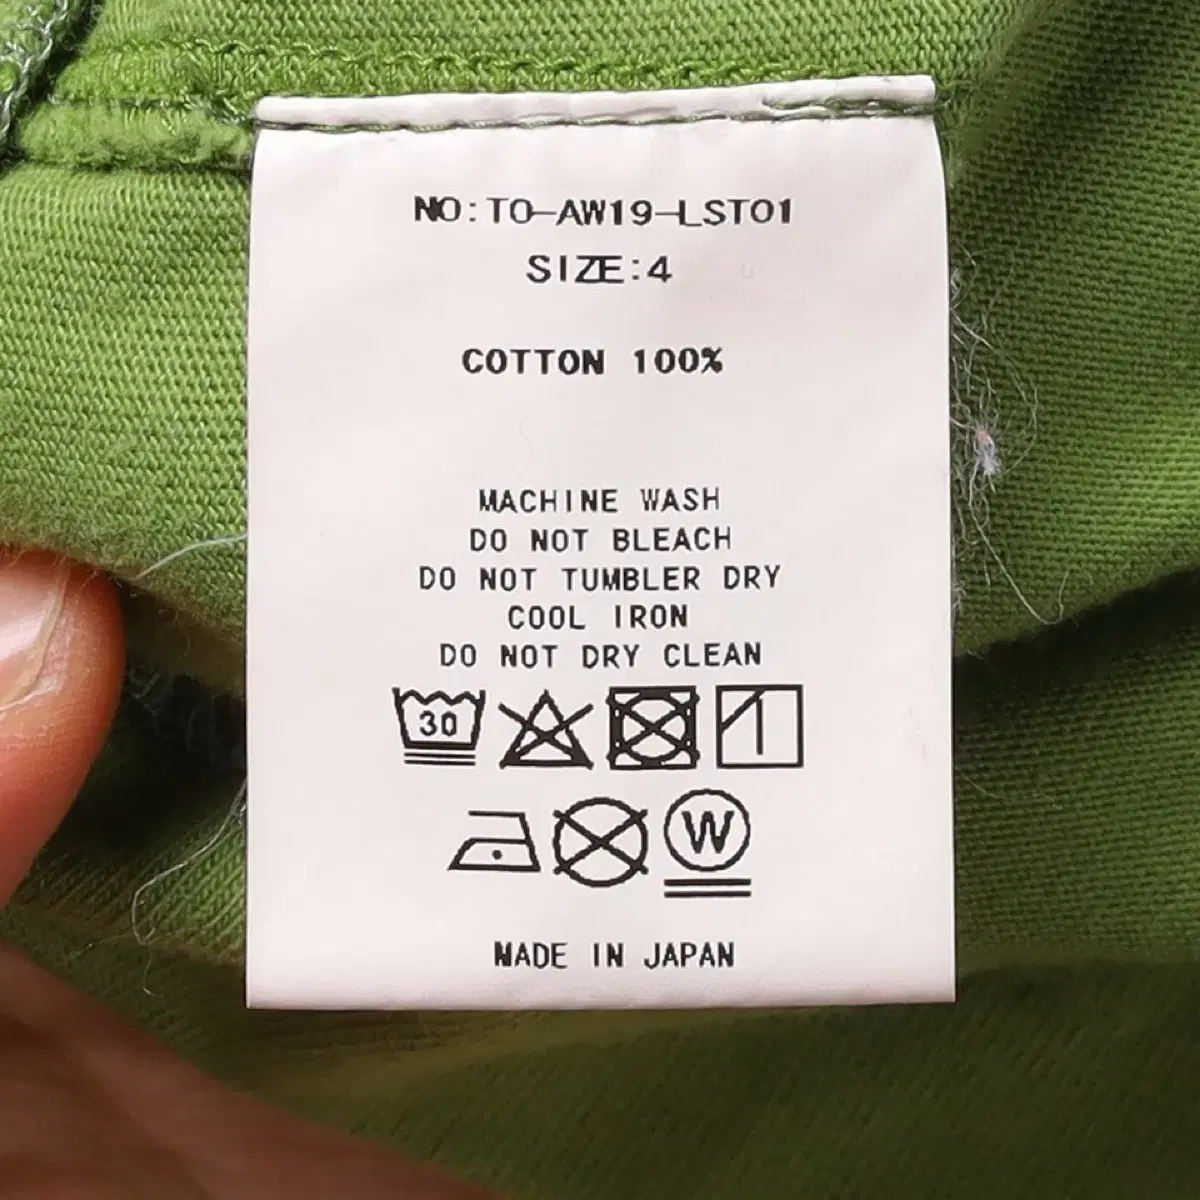 NO:TO-AW19-LST01
SIZE:4
COTTON 100%
MACHINE WASH
DO NOT BLEACH
DO NOT TUMBLER DRY
COOL IRON
DO NOT DRY CLEAN
30
W
MADE IN JAPAN